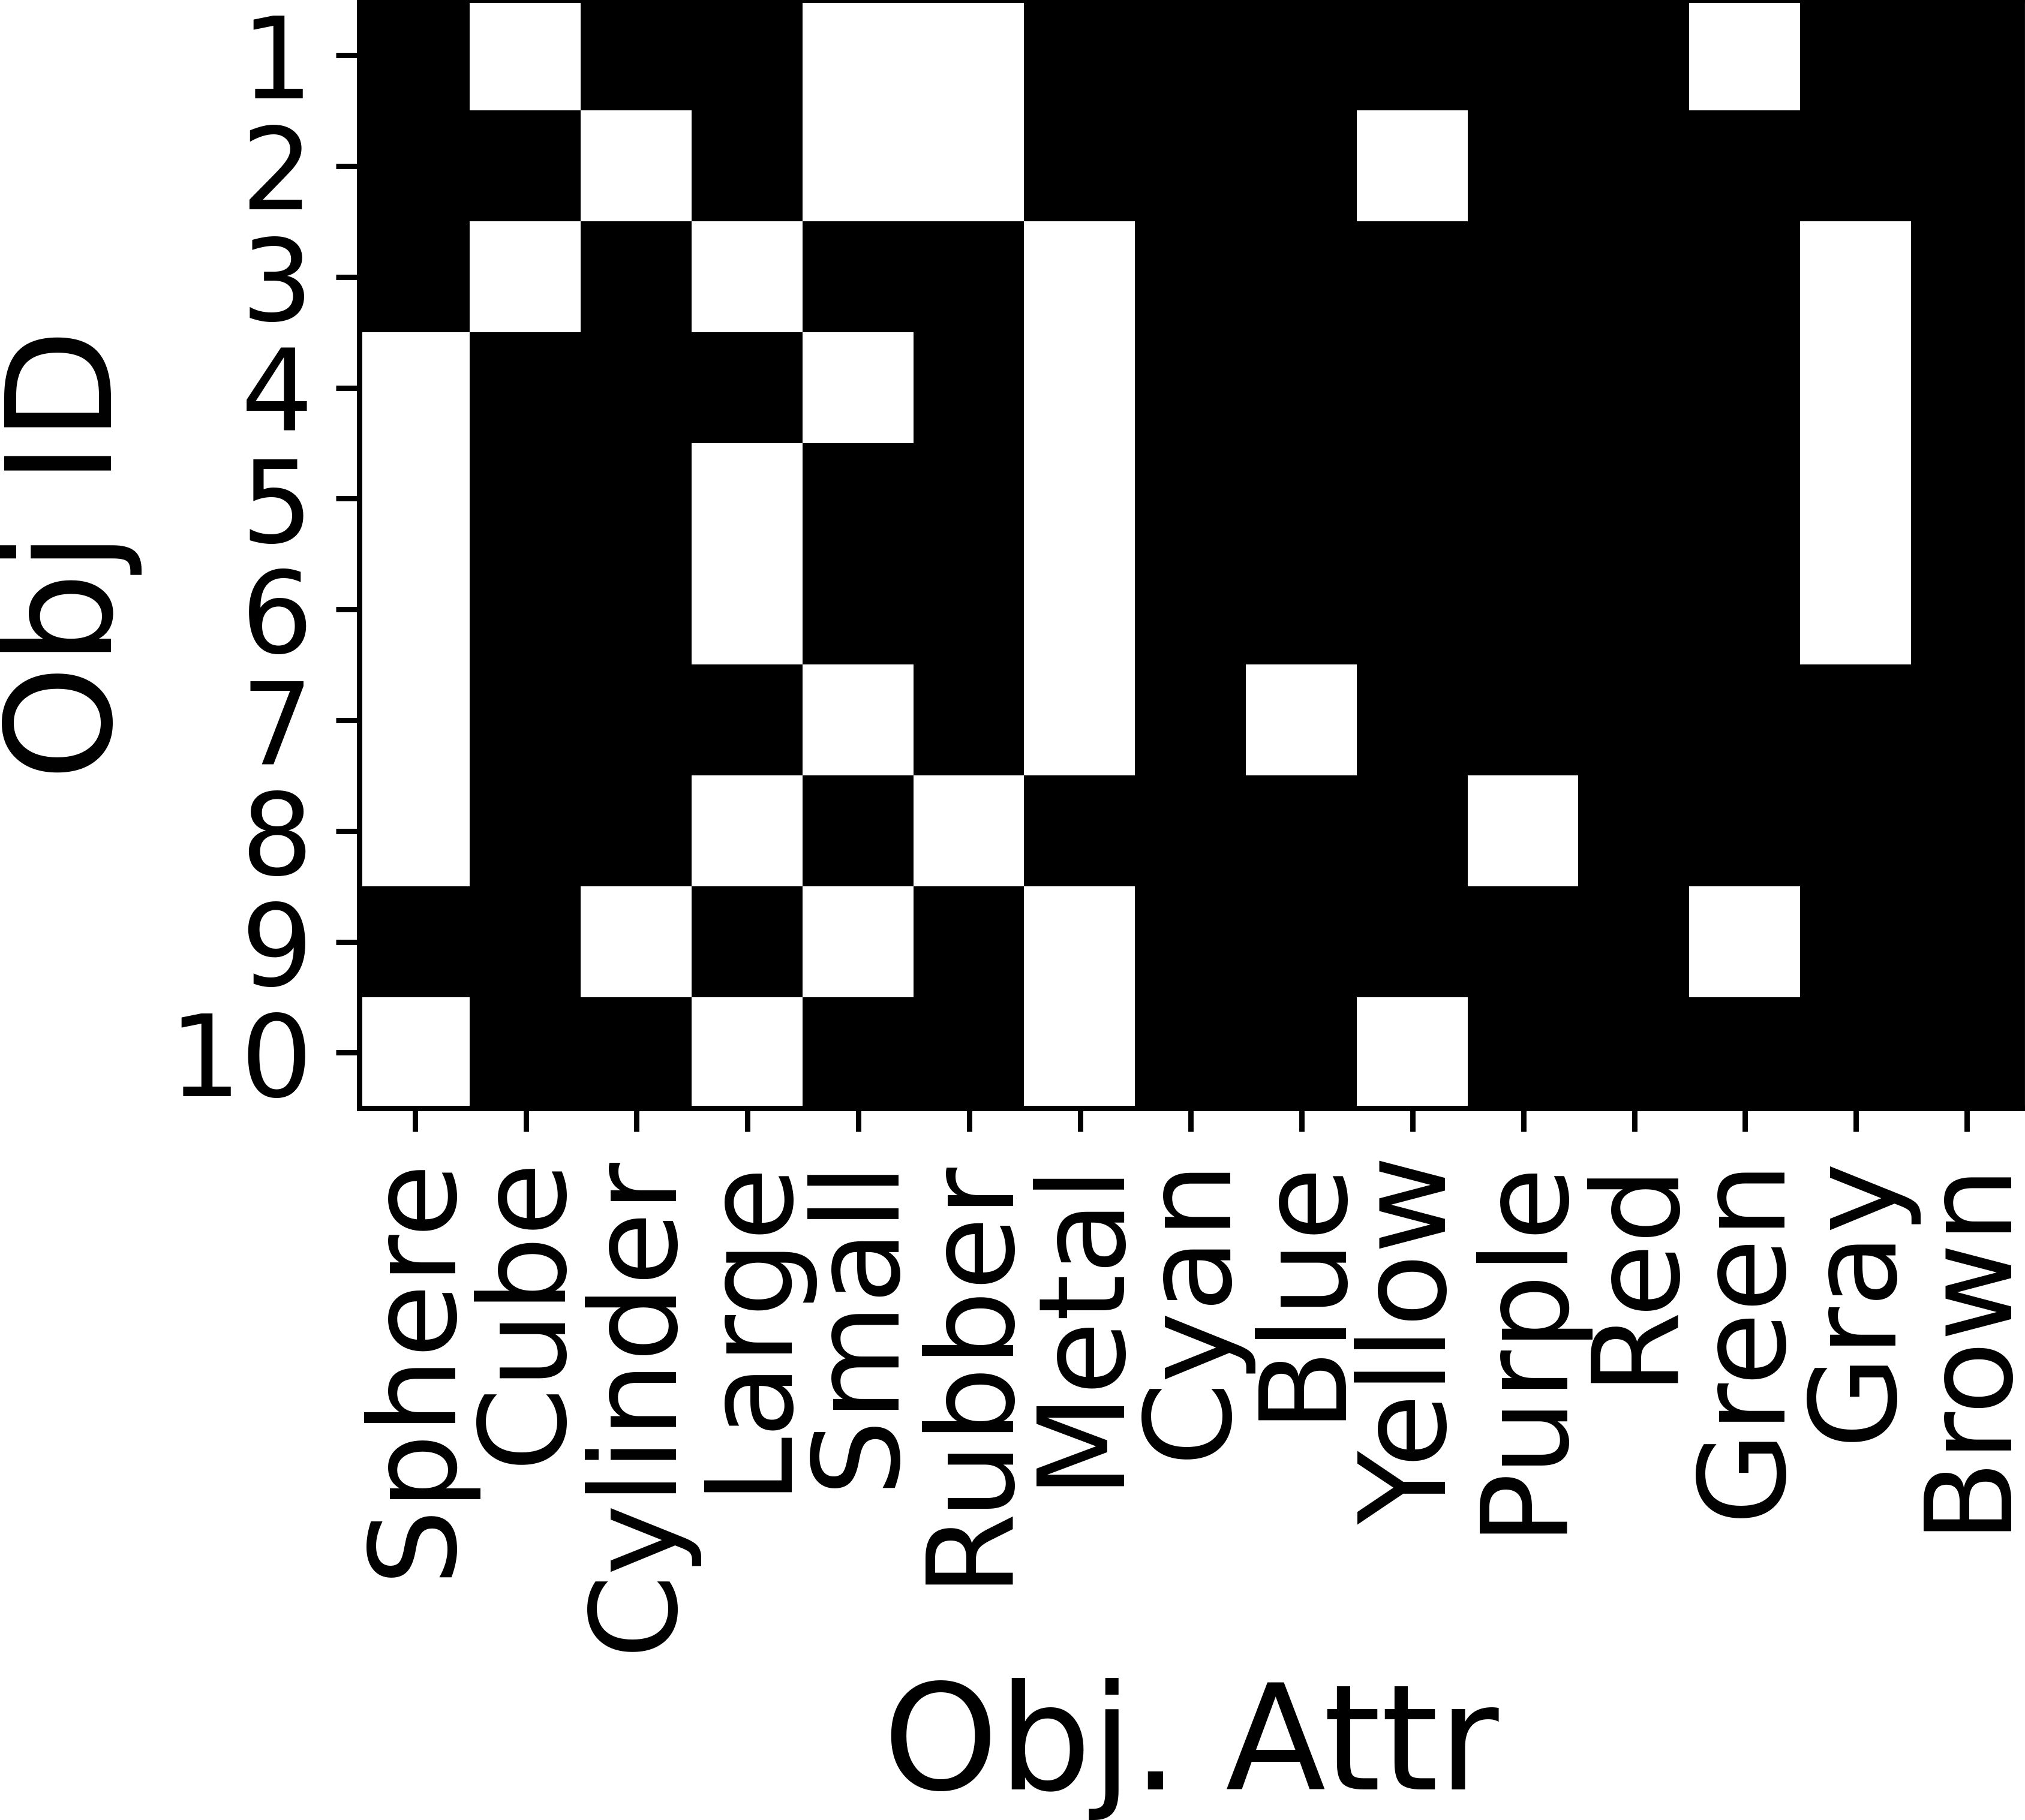 Obj ID
1
2
3
4
5
6
7
8
9
10
Sphere
Cube
Cylinder
Large
Small
Rubber
Metal
Cyan
Blue
Yellow
Purple
Red
Green
Gray
Brown
Obj. Attr